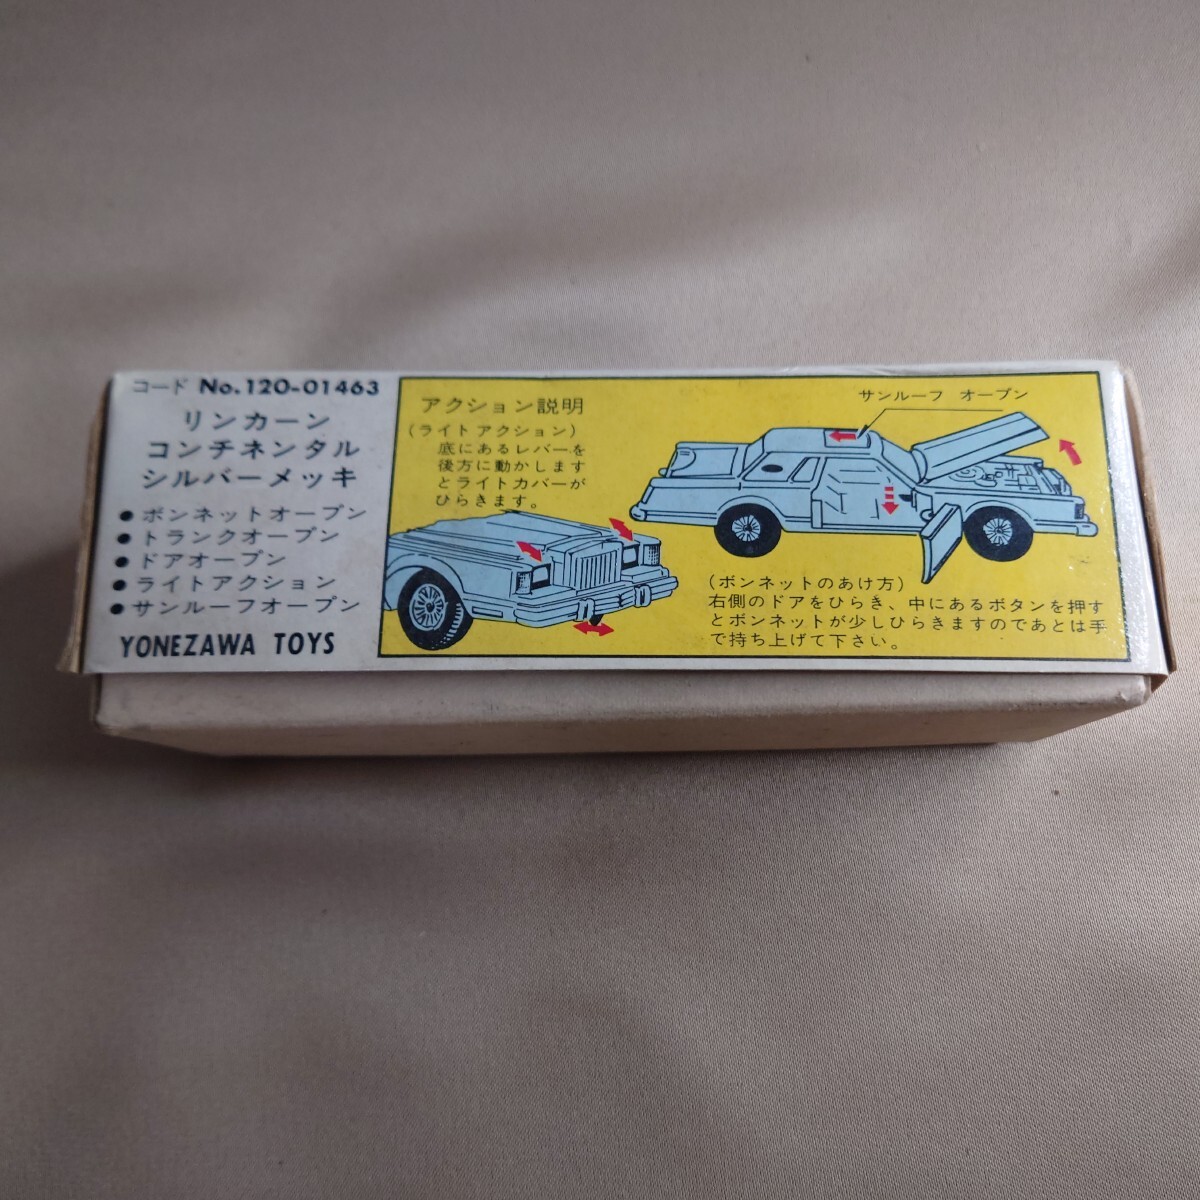 コード No.120-01463
リンカーン
コンチネンタル
シルバーメッキ
● ボンネットオープン
● トランクオープン
● ドアオープン
● ライトアクション
● サンルーフオープン
YONEZAWA TOYS
アクション説明
(ライトアクション)
底にあるレバーを
後方に動かします
とライトカバーが
ひらきます。
サンルーフ オープン
(ボンネットのあけ方)
右側のドアをひらき、中にあるボタンを押す
とボンネットが少しひらきますのであとは手
で持ち上げて下さい。